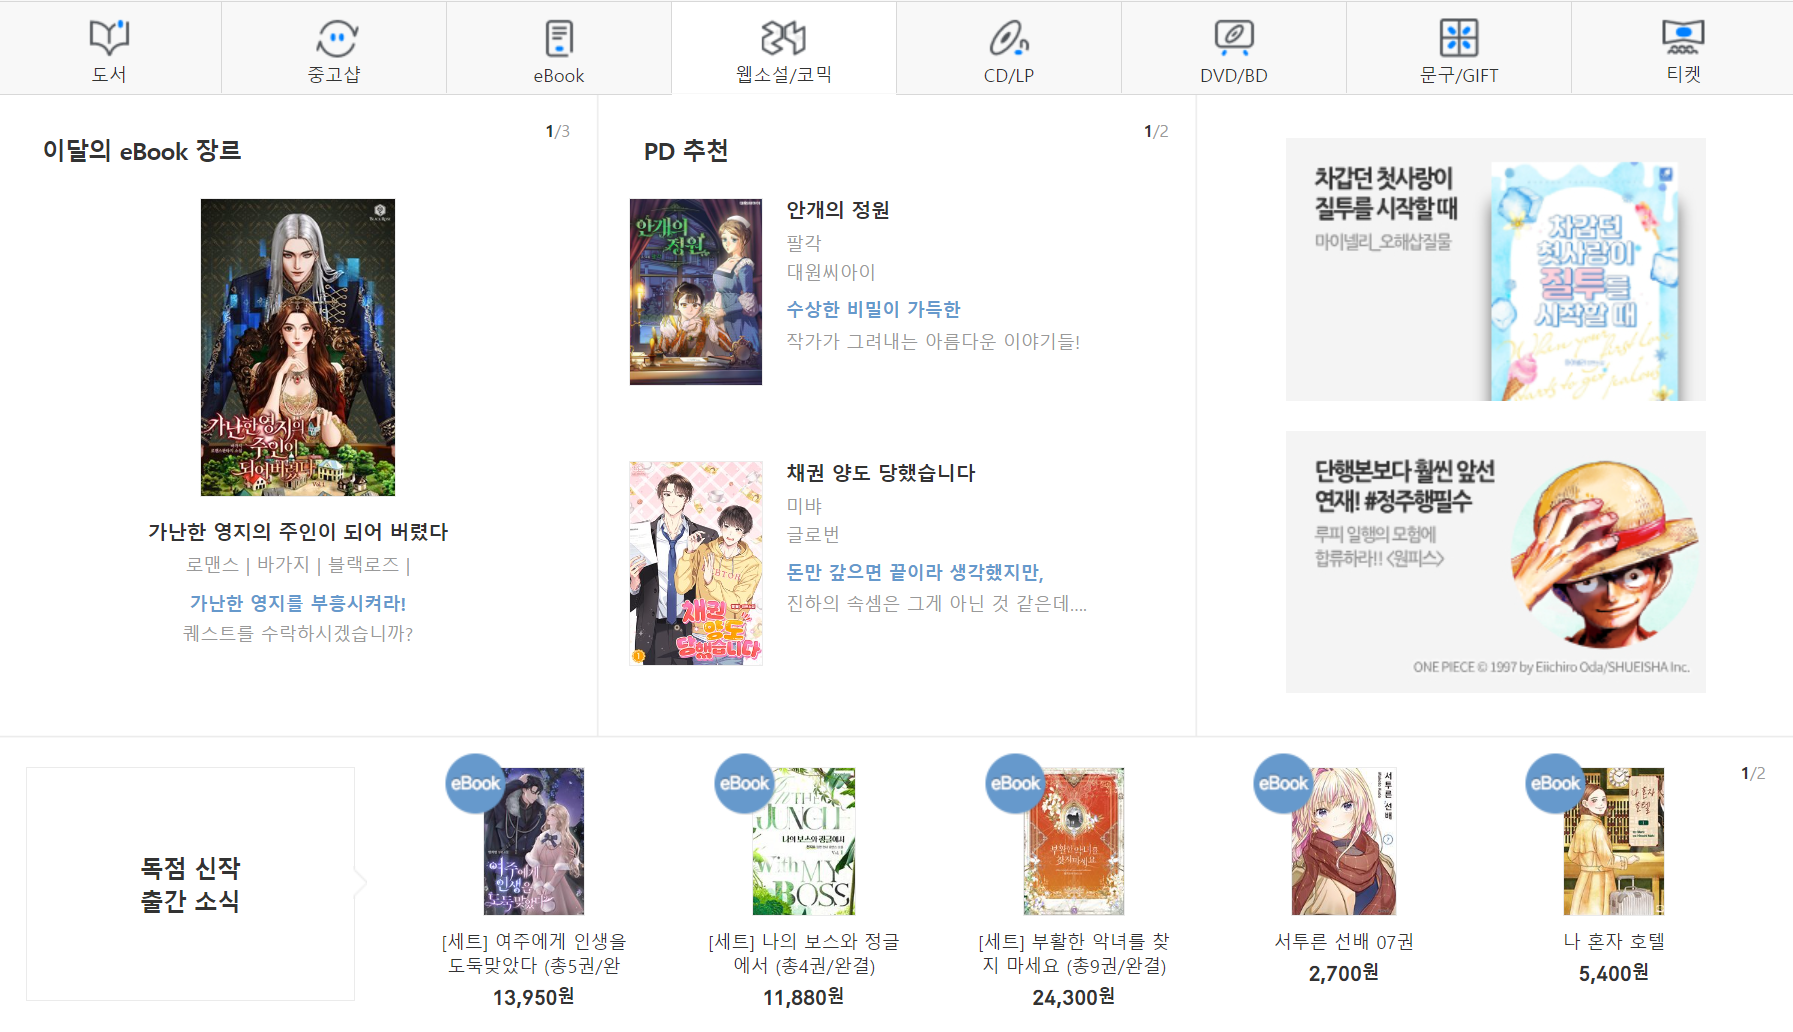 도서
중고샵
eBook
웹소설/코믹
CD/LP
DVD/BD
문구/GIFT
티켓
이달의 eBook 장르
1/3
가난한 영지의
주인이
되어버렸다
Vol.1
가난한 영지의 주인이 되어 버렸다
로맨스 | 바가지 | 블랙로즈 |
가난한 영지를 부흥시켜라!
퀘스트를 수락하시겠습니까?
PD 추천
1/2
안개의
정원
안개의 정원
팔각
대원씨아이
수상한 비밀이 가득한
작가가 그려내는 아름다운 이야기들!
채권
양도
당했습니다
1
채권 양도 당했습니다
미뱌
글로번
돈만 갚으면 끝이라 생각했지만,
진하의 속셈은 그게 아닌 것 같은데....
차갑던 첫사랑이
질투를 시작할 때
마이넬리_오해삽질물
차갑던
첫사랑이
질투를
시작할 때
단행본보다 훨씬 앞선
연재! #정주행필수
루피 일행의 모험에
합류하라!! <원피스>
ONE PIECE © 1997 by Eiichiro Oda/SHUEISHA Inc.
독점 신작
출간 소식
eBook
여주에게
인생을
도둑맞았다
[세트] 여주에게 인생을
도둑맞았다 (총5권/완
13,950원
eBook
IN THE
JUNGLE
나의 보스와 정글에서
With MY
BOSS
[세트] 나의 보스와 정글
에서 (총4권/완결)
11,880원
eBook
부활한 악녀를
찾지 마세요
[세트] 부활한 악녀를 찾
지 마세요 (총9권/완결)
24,300원
eBook
서투른 선배
7
서투른 선배 07권
2,700원
eBook
나 혼자
호텔
나 혼자 호텔
5,400원
1/2